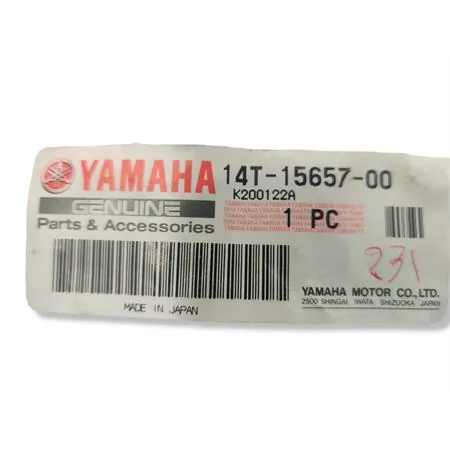 YAMAHA 14T-15657-00
K200122A
GENUINE
Parts & Accessories
1 PC
231
MADE IN JAPAN
YAMAHA MOTOR CO., LTD.
2500 SHINGAI IWATA SHIZUOKA JAPAN